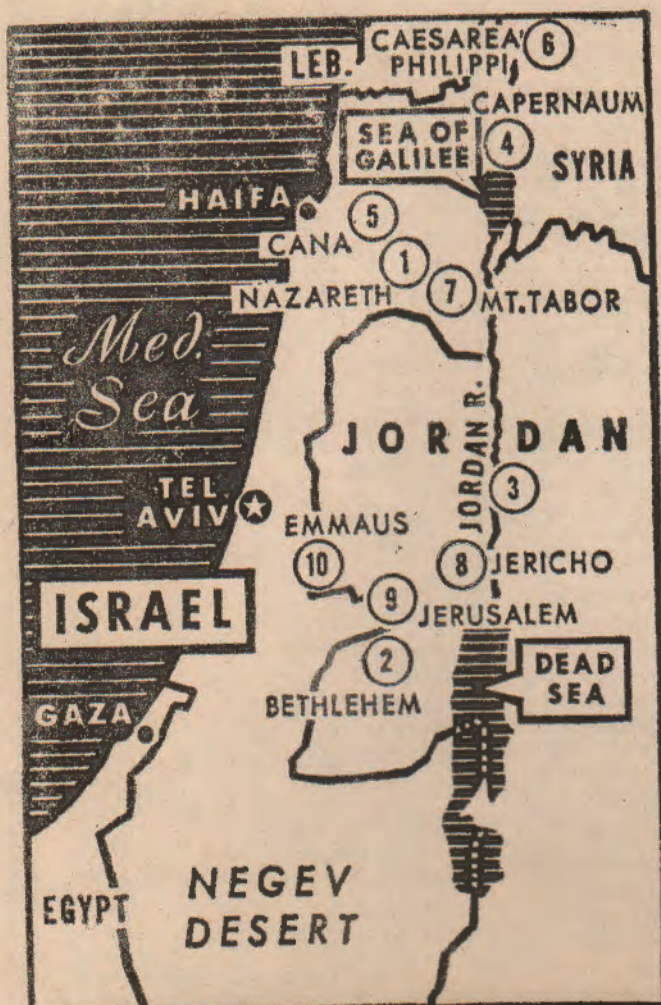 CAESAREA
PHILIPPI
6
LEB.
CAPERNAUM
SEA OF
GALILEE
4
SYRIA
HAIFA
5
CANA
1
NAZARETH
7
MT. TABOR
Med.
Sea
JORDAN
JORDAN R.
3
TEL
AVIV
EMMAUS
10
8
JERICHO
ISRAEL
9
JERUSALEM
2
BETHLEHEM
DEAD
SEA
GAZA
NEGEV
DESERT
EGYPT